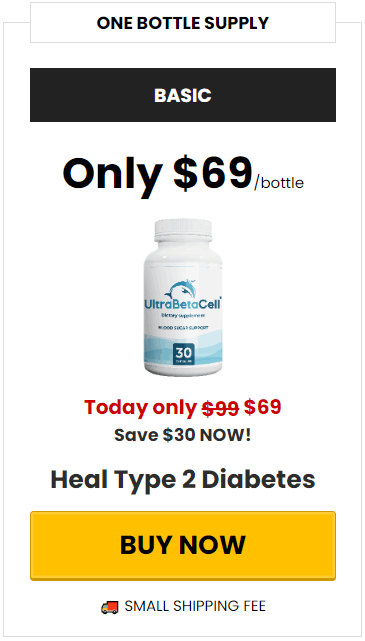 ONE BOTTLE SUPPLY
BASIC
Only $69/bottle
UltraBetaCell
Dietary supplement
BLOOD SUGAR SUPPORT
30
CAPSULES
Today only $99 $69
Save $30 NOW!
Heal Type 2 Diabetes
BUY NOW
SMALL SHIPPING FEE